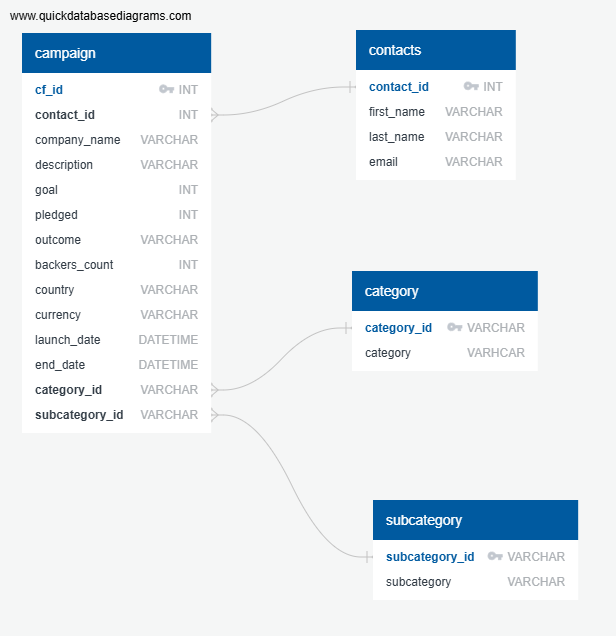 www.quickdatabasediagrams.com
campaign
cf_id INT
contact_id INT
company_name VARCHAR
description VARCHAR
goal INT
pledged INT
outcome VARCHAR
backers_count INT
country VARCHAR
currency VARCHAR
launch_date DATETIME
end_date DATETIME
category_id VARCHAR
subcategory_id VARCHAR
contacts
contact_id INT
first_name VARCHAR
last_name VARCHAR
email VARCHAR
category
category_id VARCHAR
category VARHCAR
subcategory
subcategory_id VARCHAR
subcategory VARCHAR